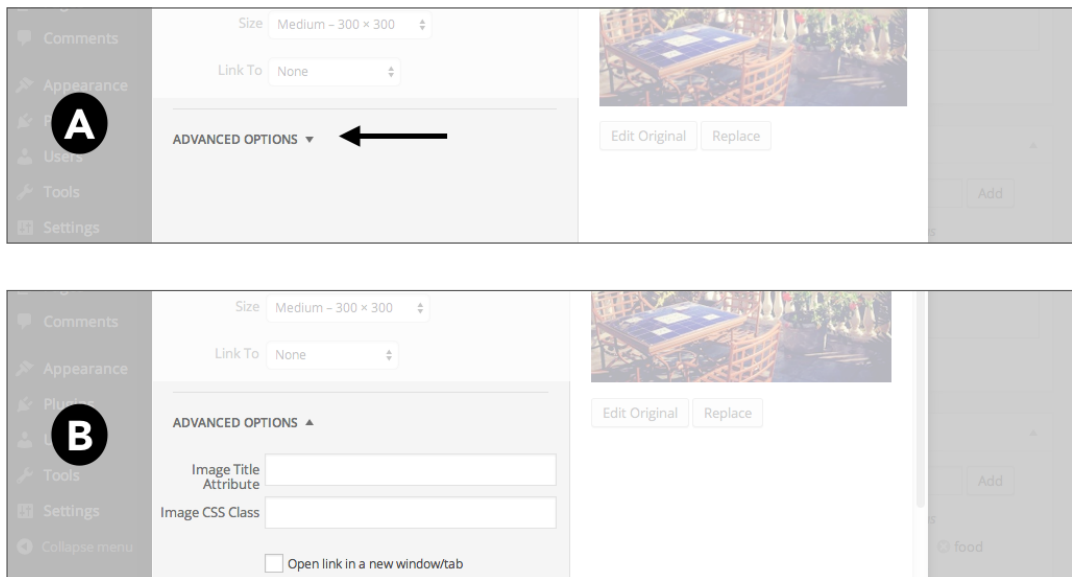 Comments
Appearance
Users
Tools
Settings
A
Size Medium – 300 × 300
Link To None
ADVANCED OPTIONS
Edit Original Replace
Add
Comments
Appearance
Plugins
Tools
Settings
Collapse menu
B
Size Medium – 300 × 300
Link To None
ADVANCED OPTIONS
Image Title
Attribute
Image CSS Class
Open link in a new window/tab
Edit Original Replace
Add
food